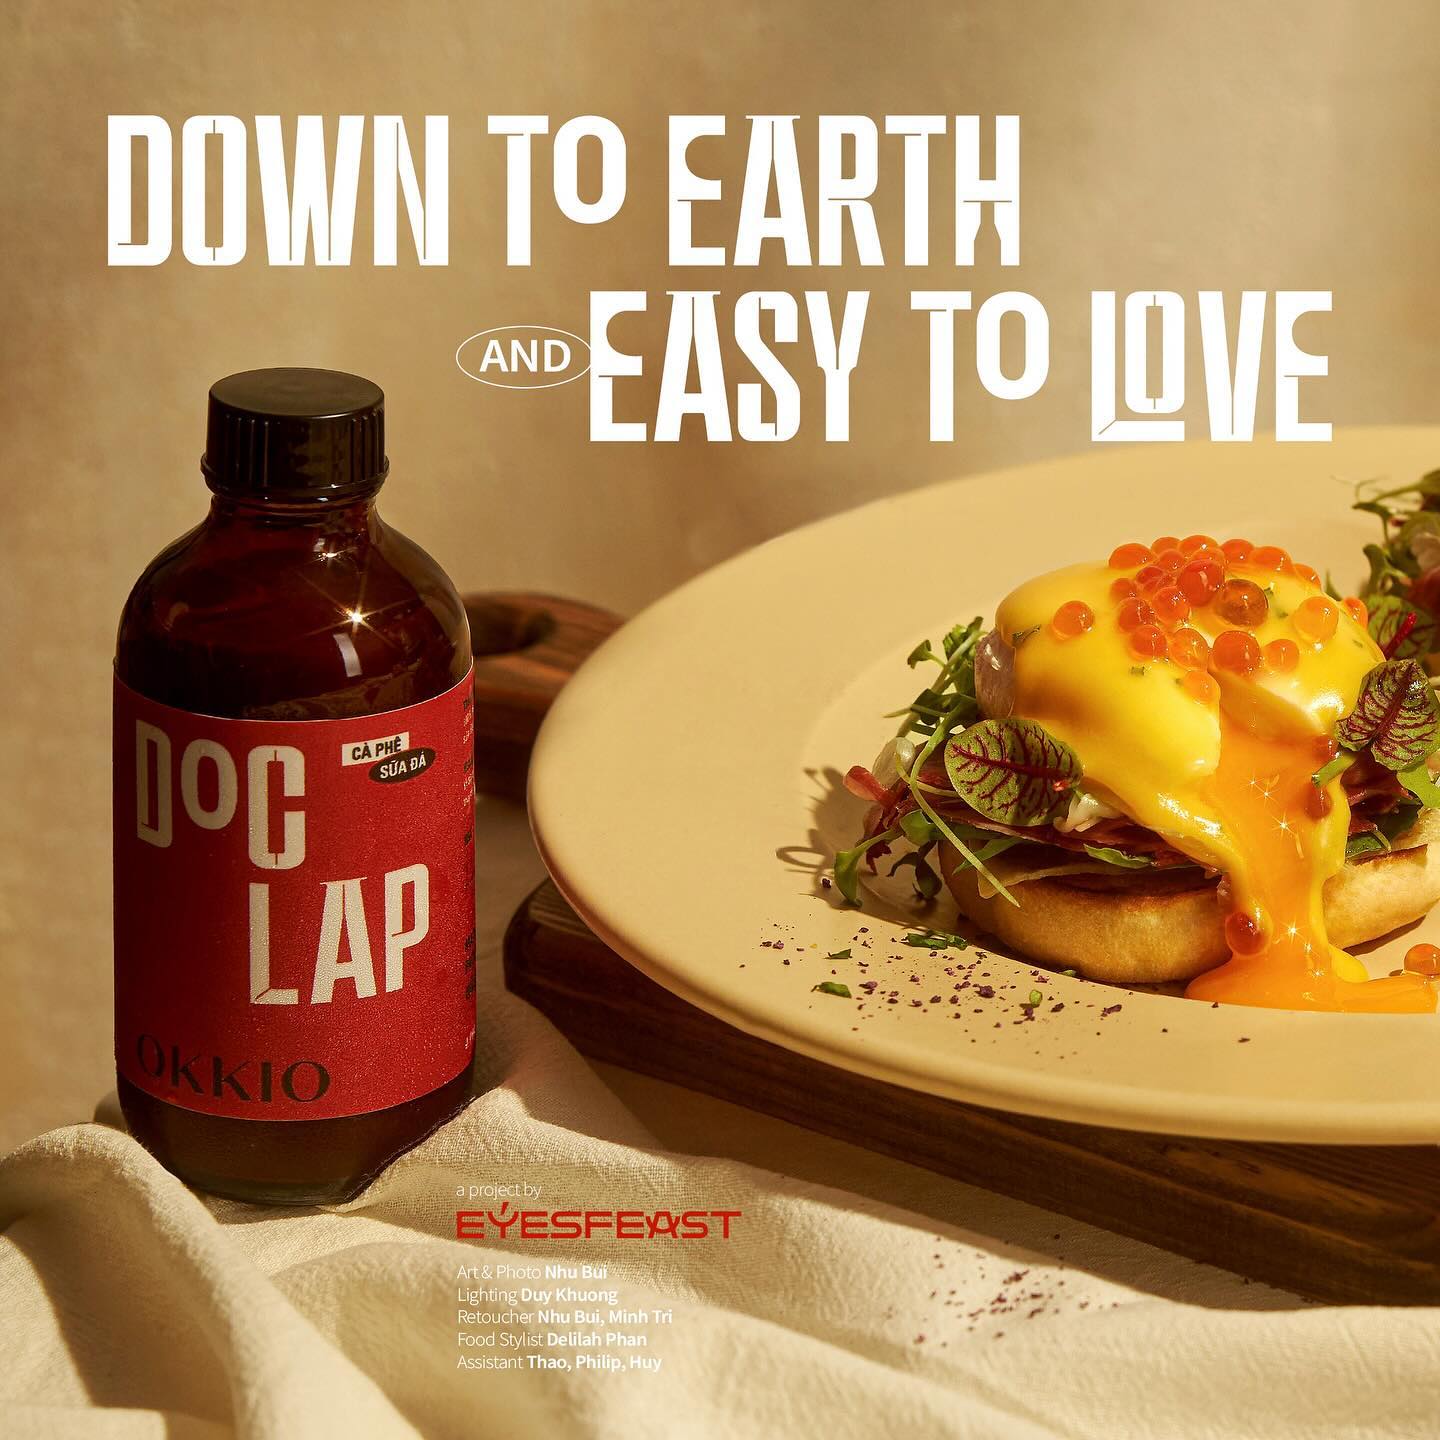 DOWN TO EARTH
AND EASY TO LOVE
DOC
CÀ PHÊ
SỮA ĐÁ
LAP
OKKIO
a project by
EYESFEAST
Art & Photo Nhu Bui
Lighting Duy Khuong
Retoucher Nhu Bui, Minh Tri
Food Stylist Delilah Phan
Assistant Thao, Philip, Huy